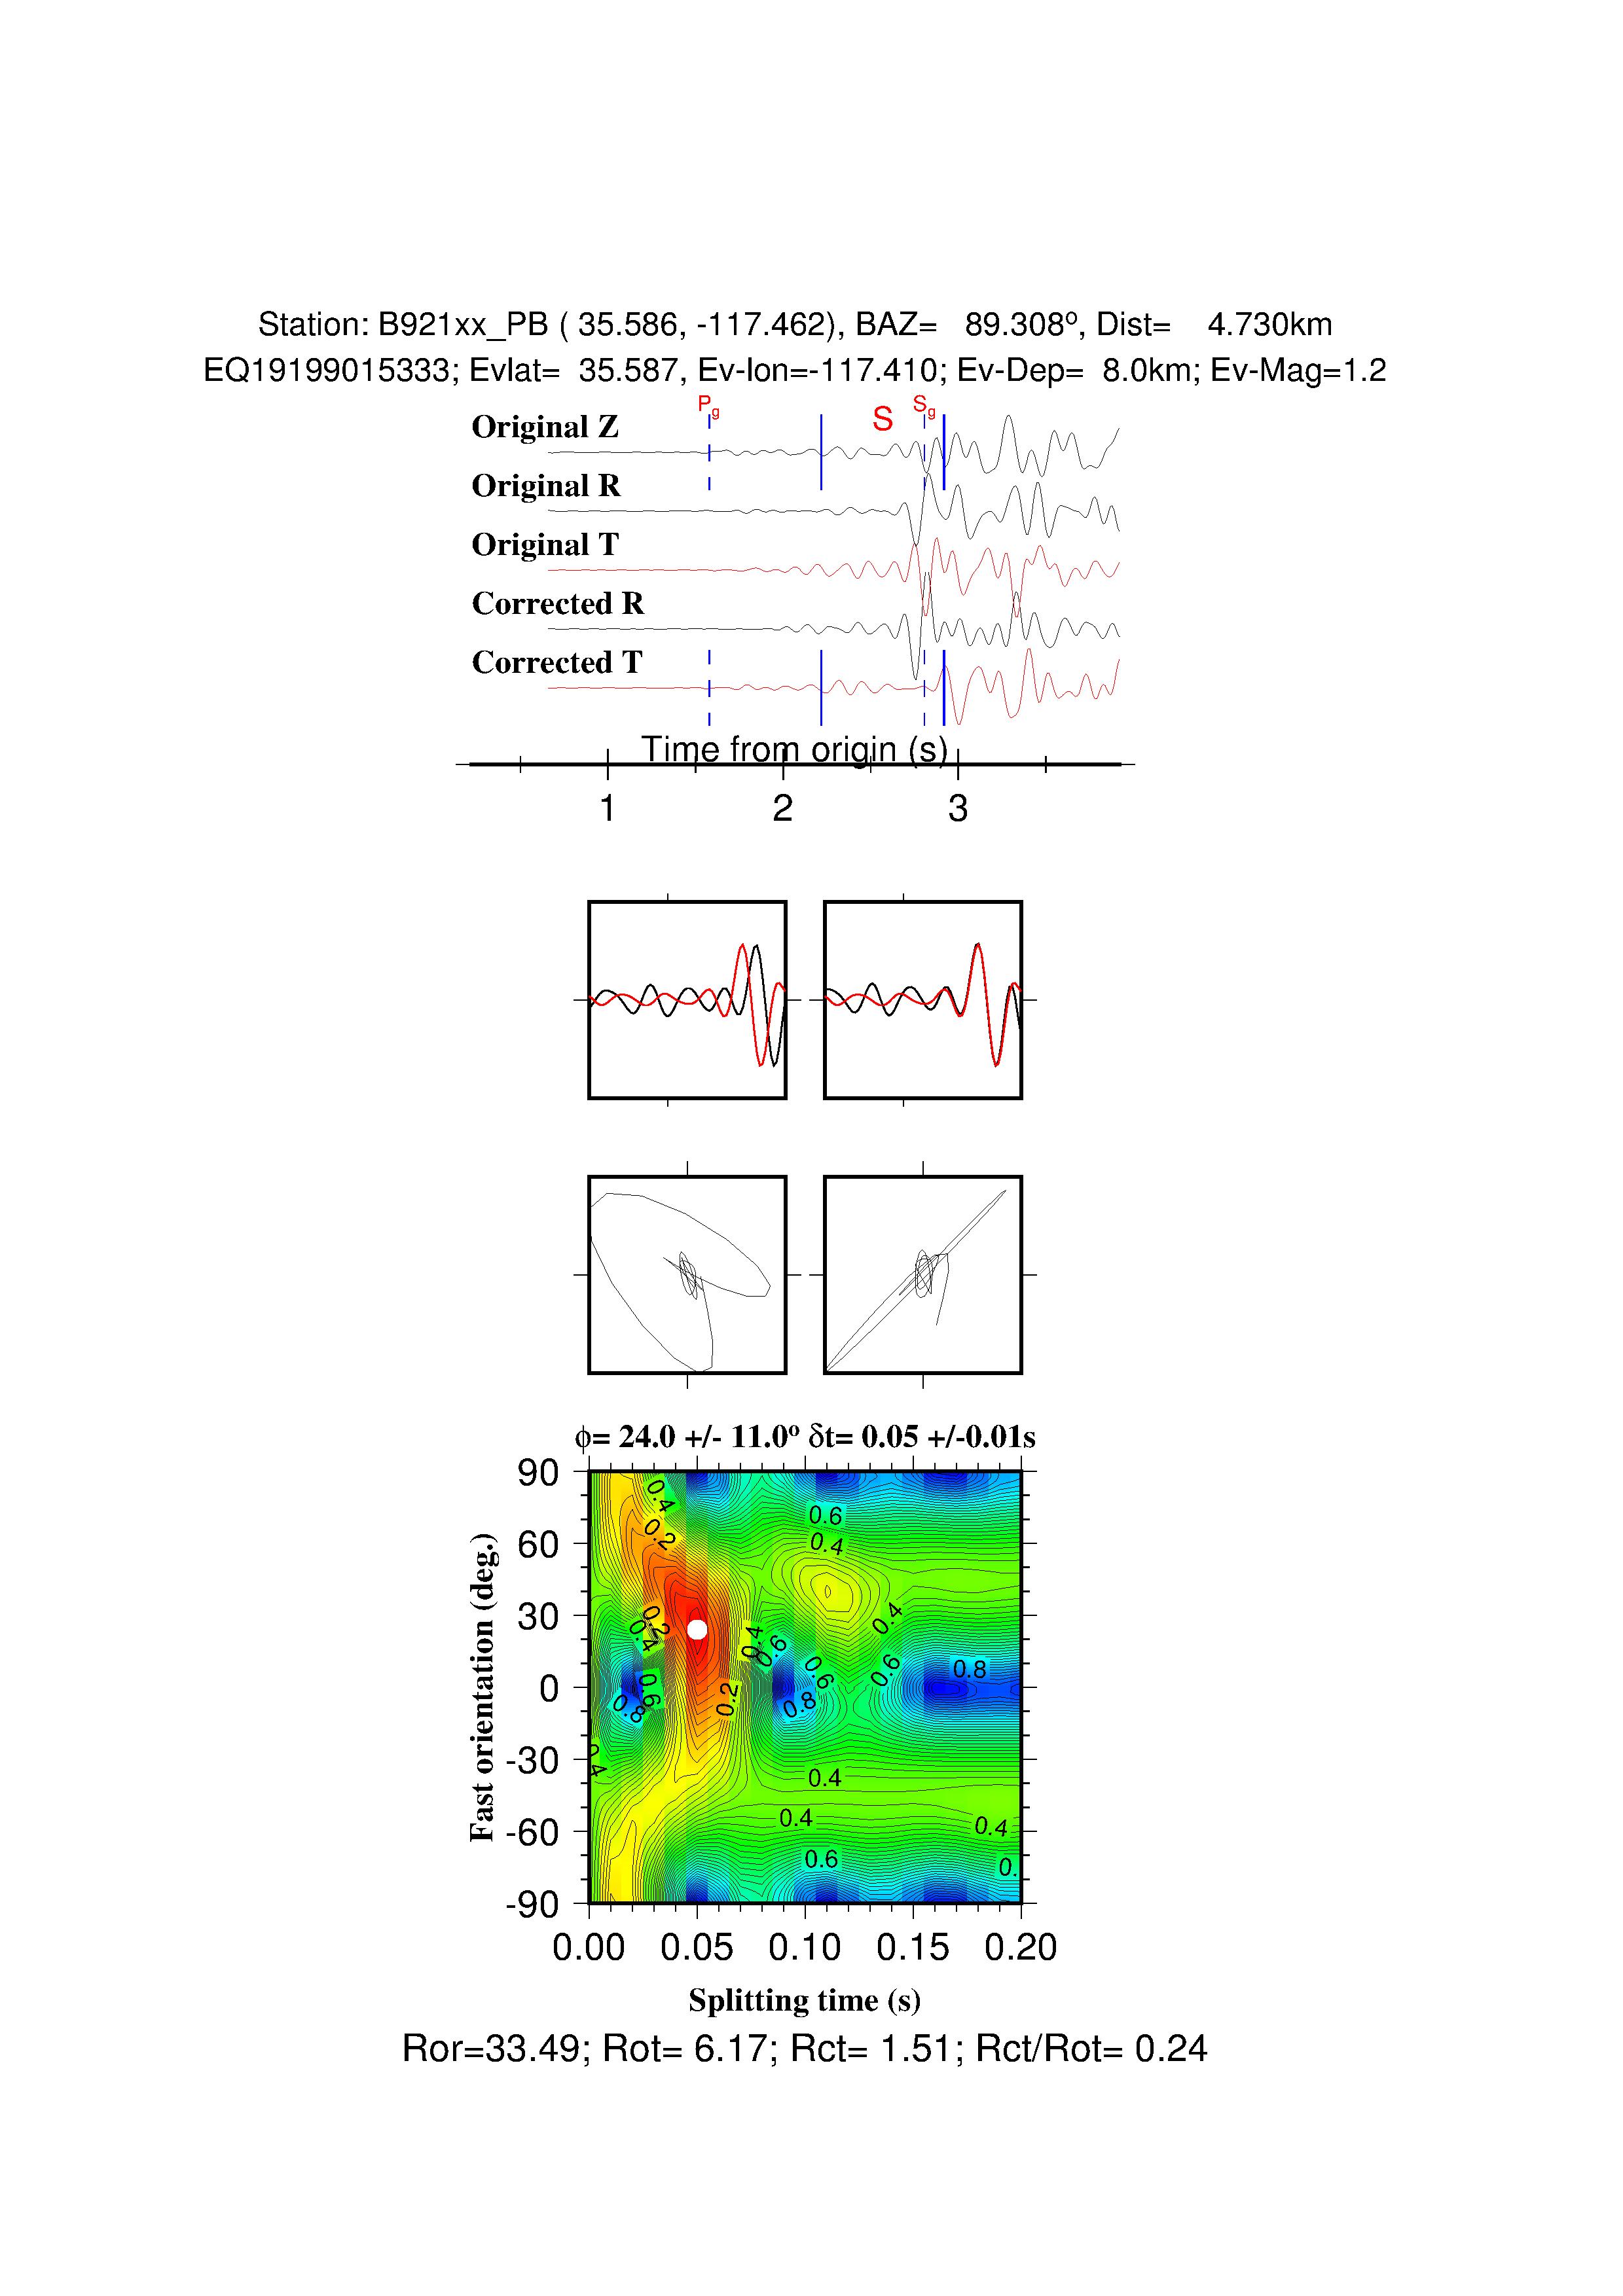 Station: B921xx_PB ( 35.586, -117.462), BAZ= 89.308º, Dist= 4.730km
EQ19199015333; Evlat= 35.587, Ev-lon=-117.410; Ev-Dep= 8.0km; Ev-Mag=1.2
Pg S Sg
Original Z
Original R
Original T
Corrected R
Corrected T
Time from origin (s)
1 2 3
ϕ= 24.0 +/- 11.0º δt= 0.05 +/-0.01s
Fast orientation (deg.)
90
60
30
0
-30
-60
-90
0.4
0.2
0.6
0.4
0.2
0.4
0.4
0.6
0.4
0.6
0.8
0.6
0.2
0.8
0.6
0.6
0.8
0.4
0.4
0.4
0.4
0.6
0.
0.00 0.05 0.10 0.15 0.20
Splitting time (s)
Ror=33.49; Rot= 6.17; Rct= 1.51; Rct/Rot= 0.24